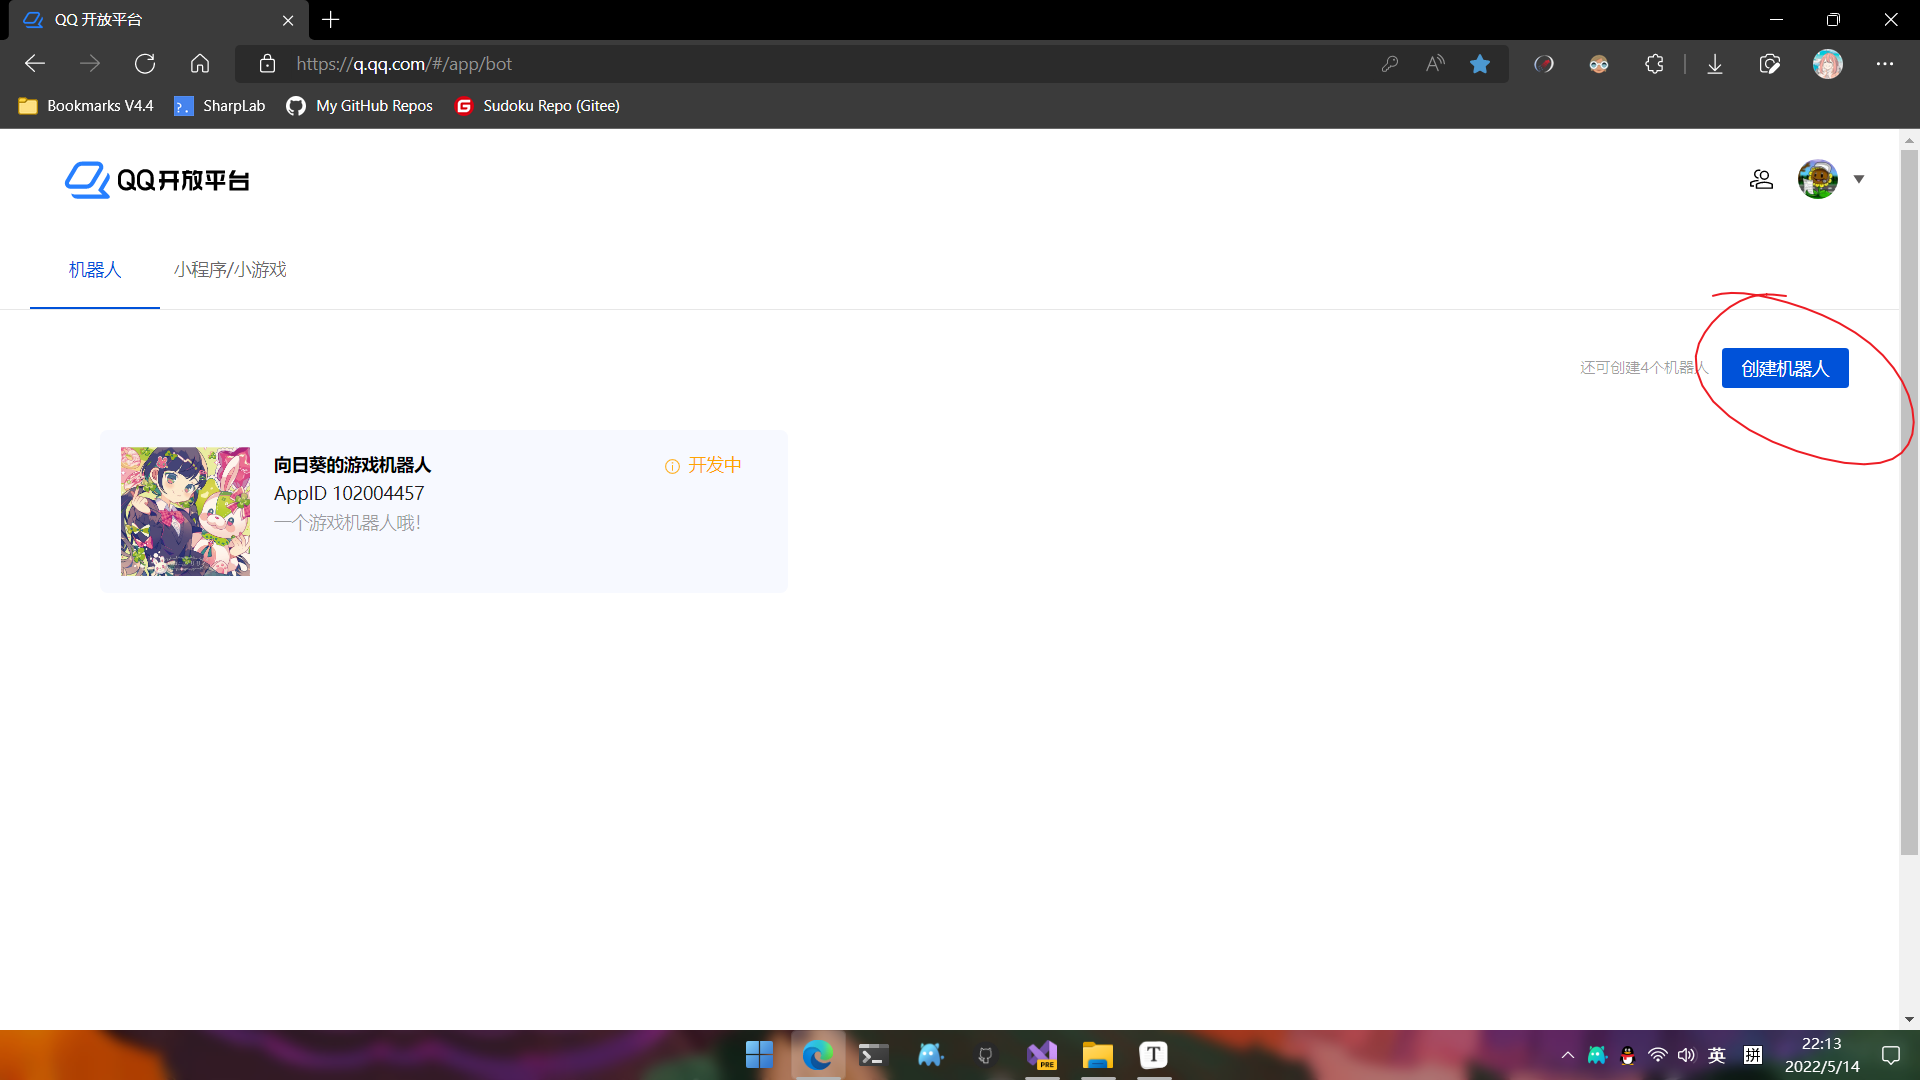 QQ 开放平台
https://q.qq.com/#/app/bot
Bookmarks V4.4
SharpLab
My GitHub Repos
Sudoku Repo (Gitee)
QQ开放平台
机器人
小程序/小游戏
还可创建4个机器人
创建机器人
向日葵的游戏机器人
开发中
AppID 102004457
一个游戏机器人哦!
PRE
T
英
拼
22:13
2022/5/14